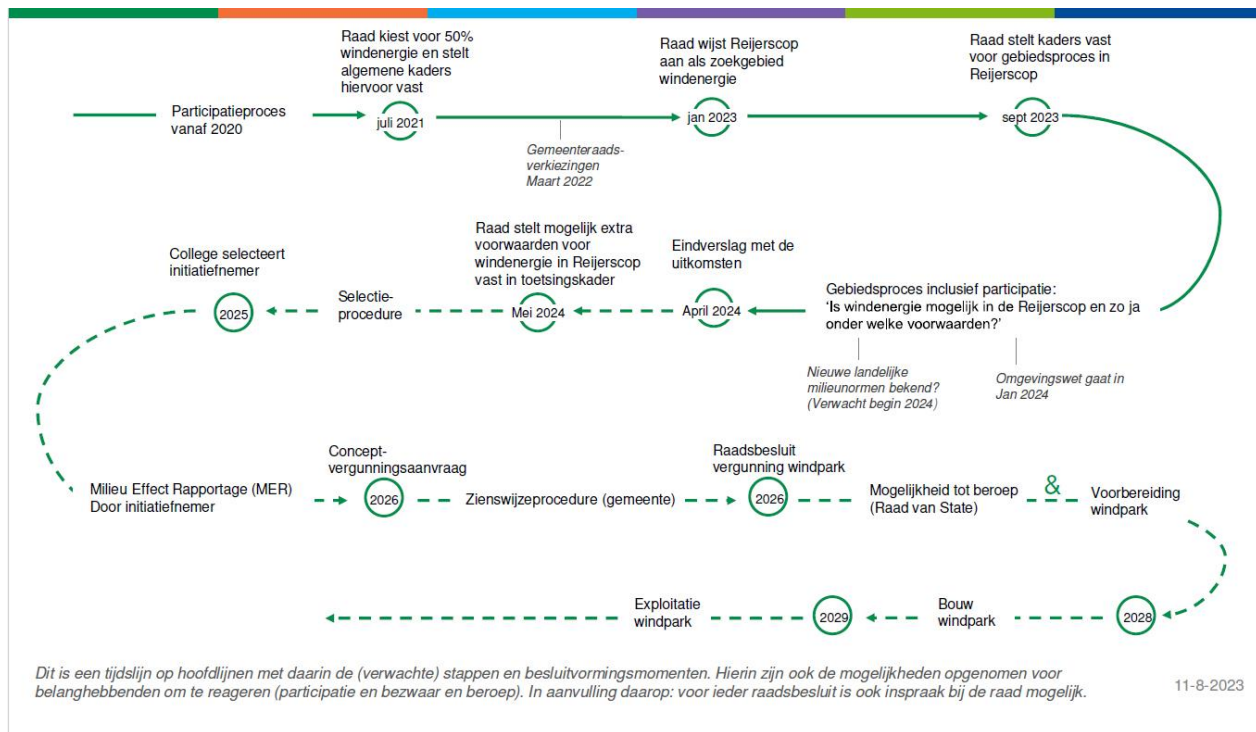 Raad kiest voor 50%
windenergie en stelt
algemene kaders
hiervoor vast
Raad wijst Reijerscop
aan als zoekgebied
windenergie
Raad stelt kaders vast
voor gebiedsproces in
Reijerscop
Participatieproces
vanaf 2020
juli 2021
jan 2023
sept 2023
Gemeenteraads-
verkiezingen
Maart 2022
College selecteert
initiatiefnemer
Raad stelt mogelijk extra
voorwaarden voor
windenergie in Reijerscop
vast in toetsingskader
Eindverslag met de
uitkomsten
Gebiedsproces inclusief participatie:
‘Is windenergie mogelijk in de Reijerscop en zo ja
onder welke voorwaarden?’
April 2024
Mei 2024
Selectie-
procedure
2025
Nieuwe landelijke
milieunormen bekend?
(Verwacht begin 2024)
Omgevingswet gaat in
Jan 2024
Milieu Effect Rapportage (MER)
Door initiatiefnemer
Concept-
vergunningsaanvraag
2026
Zienswijzeprocedure (gemeente)
Raadsbesluit
vergunning windpark
2026
Mogelijkheid tot beroep
(Raad van State)
&
Voorbereiding
windpark
2028
Bouw
windpark
2029
Exploitatie
windpark
Dit is een tijdslijn op hoofdlijnen met daarin de (verwachte) stappen en besluitvormingsmomenten. Hierin zijn ook de mogelijkheden opgenomen voor
belanghebbenden om te reageren (participatie en bezwaar en beroep). In aanvulling daarop: voor ieder raadsbesluit is ook inspraak bij de raad mogelijk.
11-8-2023